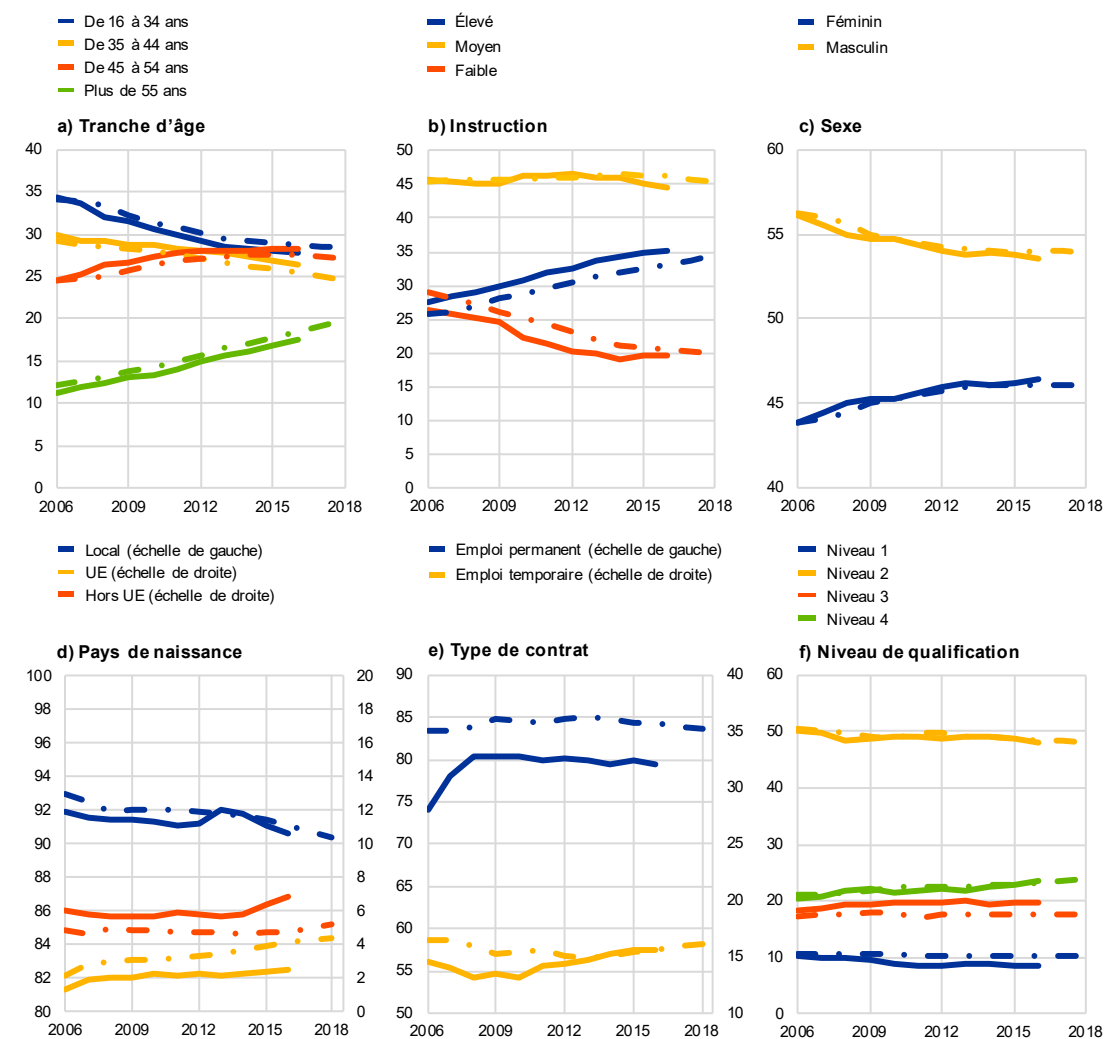 De 16 à 34 ans
De 35 à 44 ans
De 45 à 54 ans
Plus de 55 ans
Élevé
Moyen
Faible
Féminin
Masculin
a) Tranche d’âge
40
35
30
25
20
15
10
5
0
2006 2009 2012 2015 2018
b) Instruction
50
45
40
35
30
25
20
15
10
5
0
2006 2009 2012 2015 2018
c) Sexe
60
55
50
45
40
2006 2009 2012 2015 2018
Local (échelle de gauche)
UE (échelle de droite)
Hors UE (échelle de droite)
Emploi permanent (échelle de gauche)
Emploi temporaire (échelle de droite)
Niveau 1
Niveau 2
Niveau 3
Niveau 4
d) Pays de naissance
100 20
98 18
96 16
94 14
92 12
90 10
88 8
86 6
84 4
82 2
80 0
2006 2009 2012 2015 2018
e) Type de contrat
90 40
85 35
80 30
75 25
70 20
65 15
60 10
55
50
2006 2009 2012 2015 2018
f) Niveau de qualification
60
50
40
30
20
10
0
2006 2009 2012 2015 2018